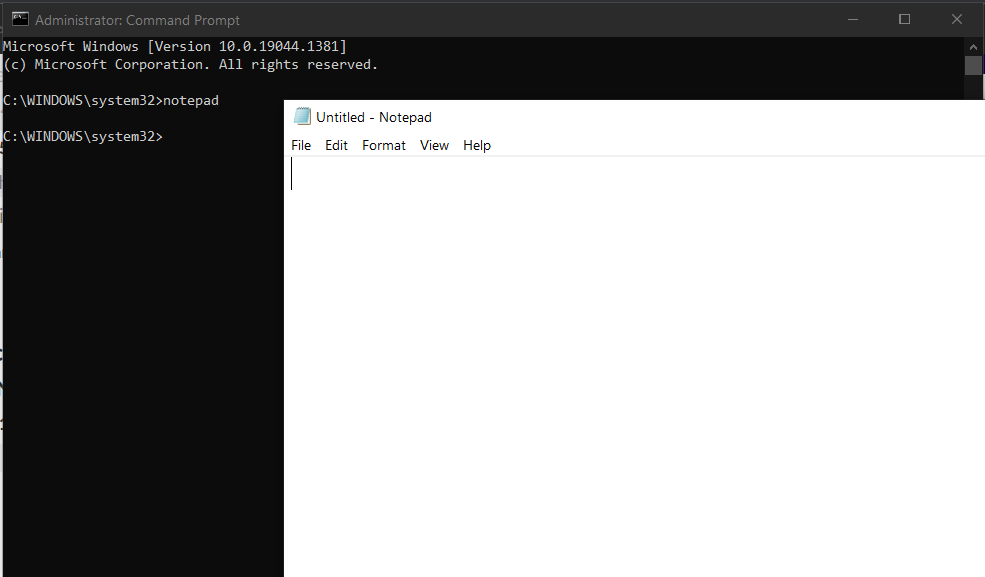 Administrator: Command Prompt
Microsoft Windows [Version 10.0.19044.1381]
(c) Microsoft Corporation. All rights reserved.
C:\WINDOWS\system32>notepad
C:\WINDOWS\system32>
Untitled - Notepad
File Edit Format View Help